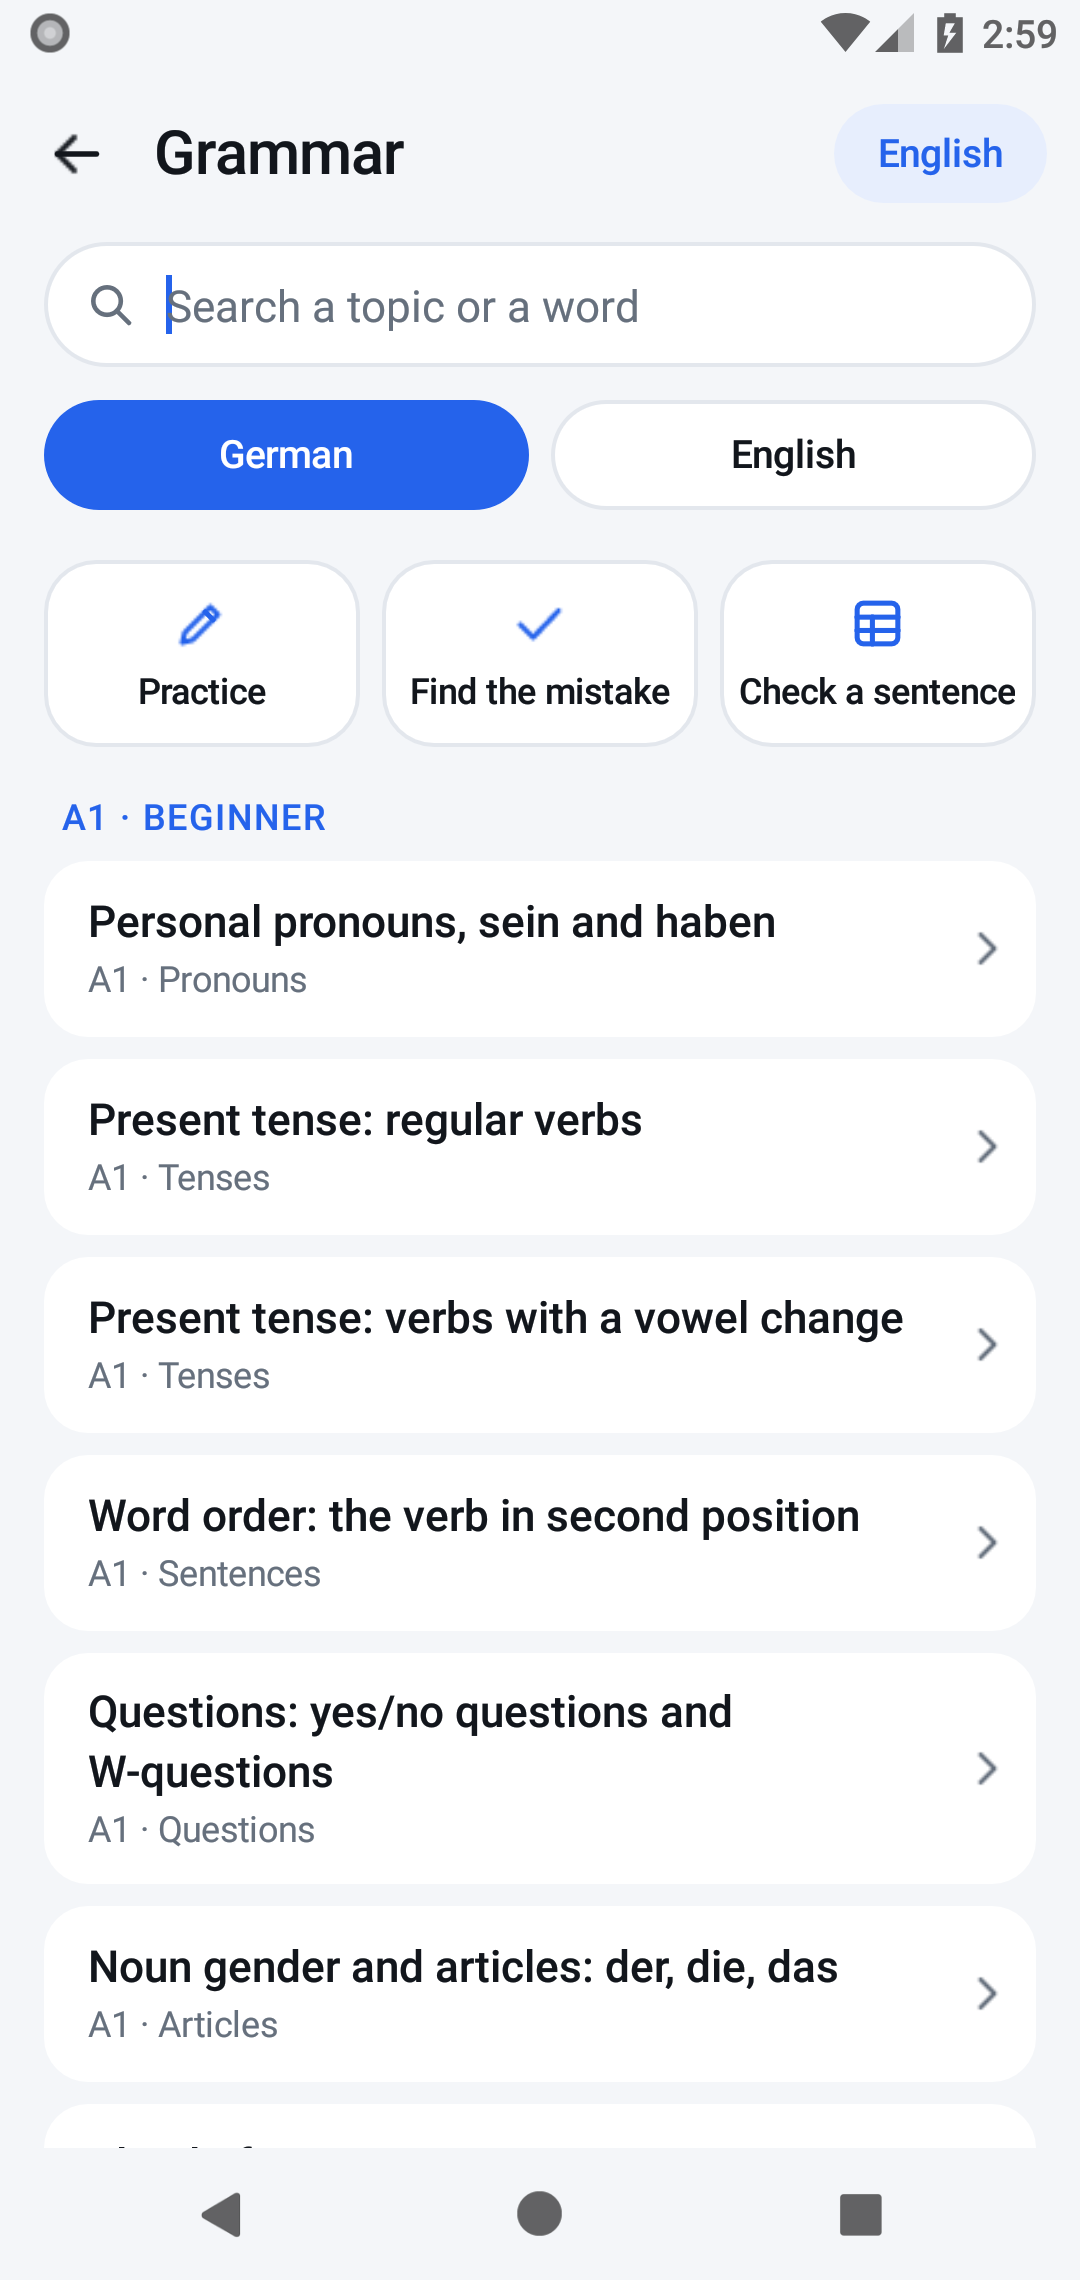 2:59
Grammar
English
Search a topic or a word
German
English
Practice
Find the mistake
Check a sentence
A1 · BEGINNER
Personal pronouns, sein and haben
A1 · Pronouns
Present tense: regular verbs
A1 · Tenses
Present tense: verbs with a vowel change
A1 · Tenses
Word order: the verb in second position
A1 · Sentences
Questions: yes/no questions and
W-questions
A1 · Questions
Noun gender and articles: der, die, das
A1 · Articles